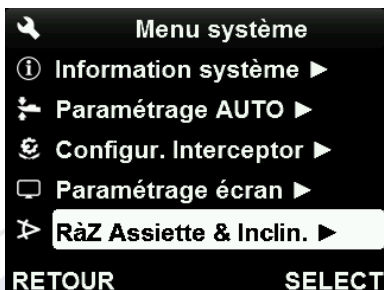 Menu système
Information système ►
Paramétrage AUTO ►
Configur. Interceptor ►
Paramétrage écran ►
RàZ Assiette & Inclin. ►
RETOUR SELECT